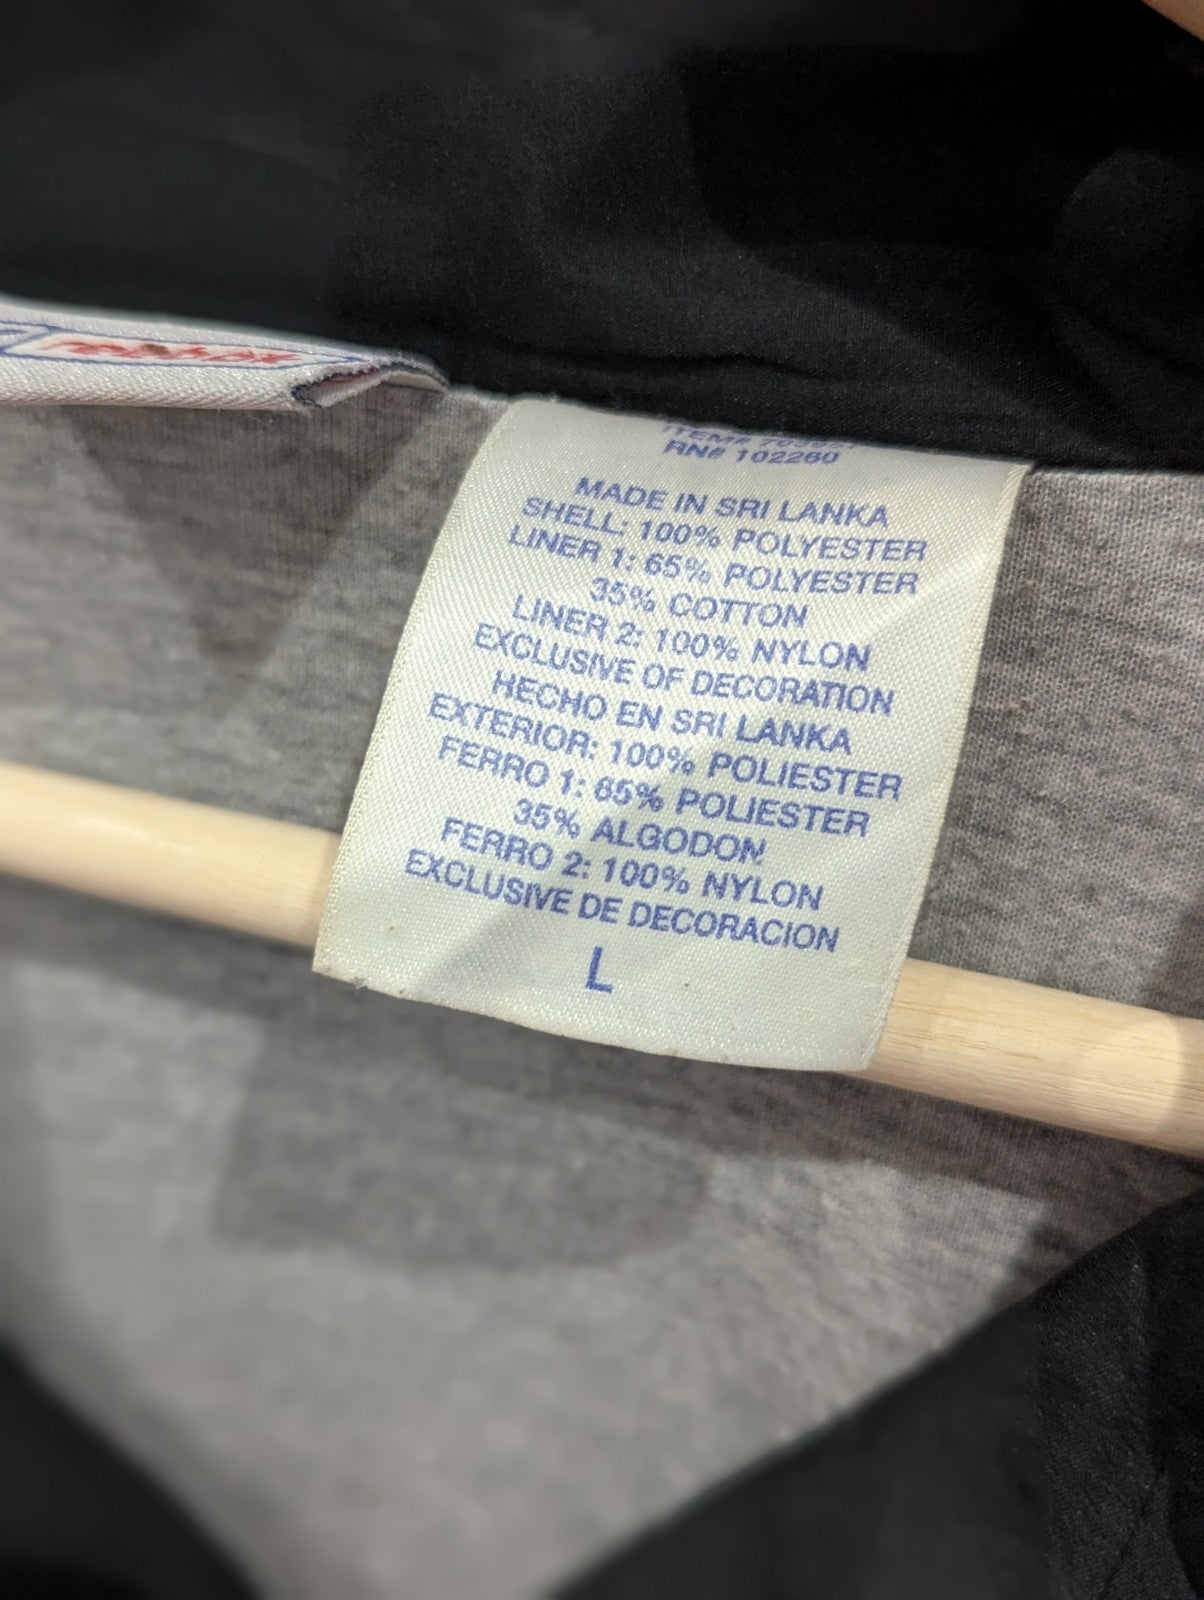 RN# 102260
MADE IN SRI LANKA
SHELL: 100% POLYESTER
LINER 1: 65% POLYESTER
35% COTTON
LINER 2: 100% NYLON
EXCLUSIVE OF DECORATION
HECHO EN SRI LANKA
EXTERIOR: 100% POLIESTER
FERRO 1: 65% POLIESTER
35% ALGODON
FERRO 2: 100% NYLON
EXCLUSIVE DE DECORACION
L